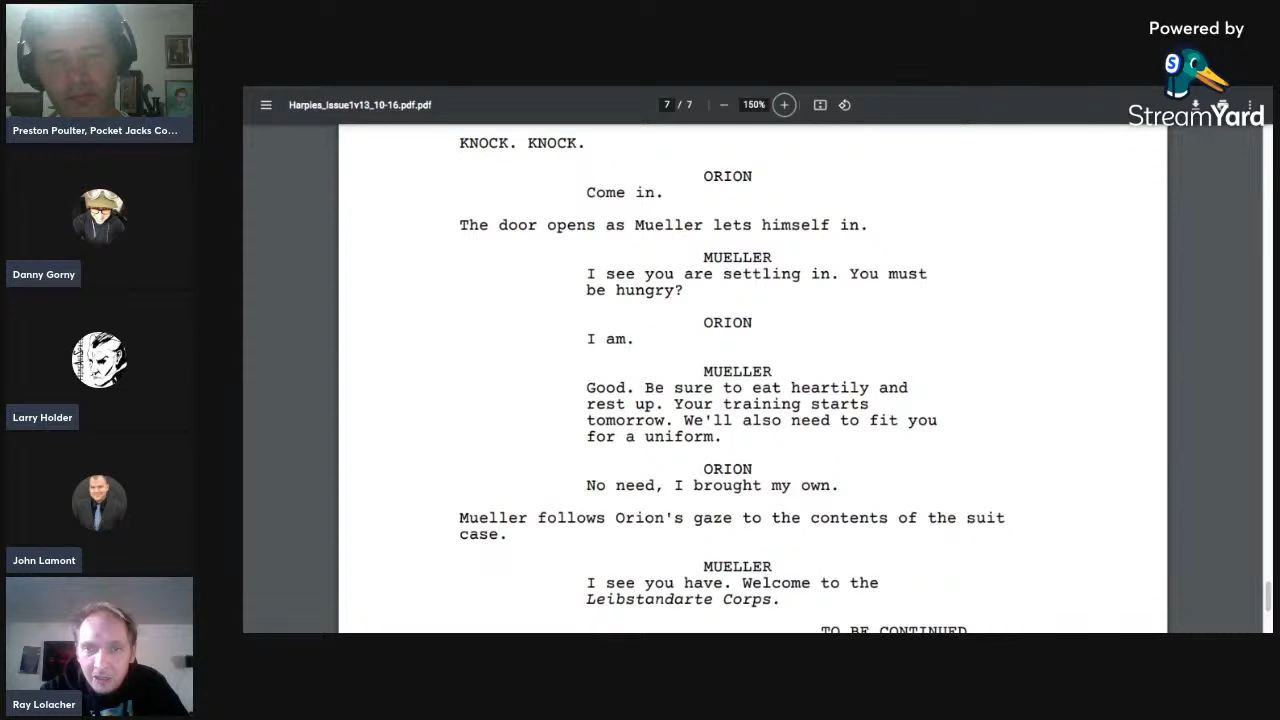 Powered by
StreamYard
Harpies_Issue1v13_10-16.pdf.pdf
7 / 7
150%
KNOCK. KNOCK.
ORION
Come in.
The door opens as Mueller lets himself in.
MUELLER
I see you are settling in. You must
be hungry?
ORION
I am.
MUELLER
Good. Be sure to eat heartily and
rest up. Your training starts
tomorrow. We'll also need to fit you
for a uniform.
ORION
No need, I brought my own.
Mueller follows Orion's gaze to the contents of the suit
case.
MUELLER
I see you have. Welcome to the
Leibstandarte Corps.
TO BE CONTINUED
Preston Poulter, Pocket Jacks Co...
Danny Gorny
Larry Holder
John Lamont
Ray Lolacher